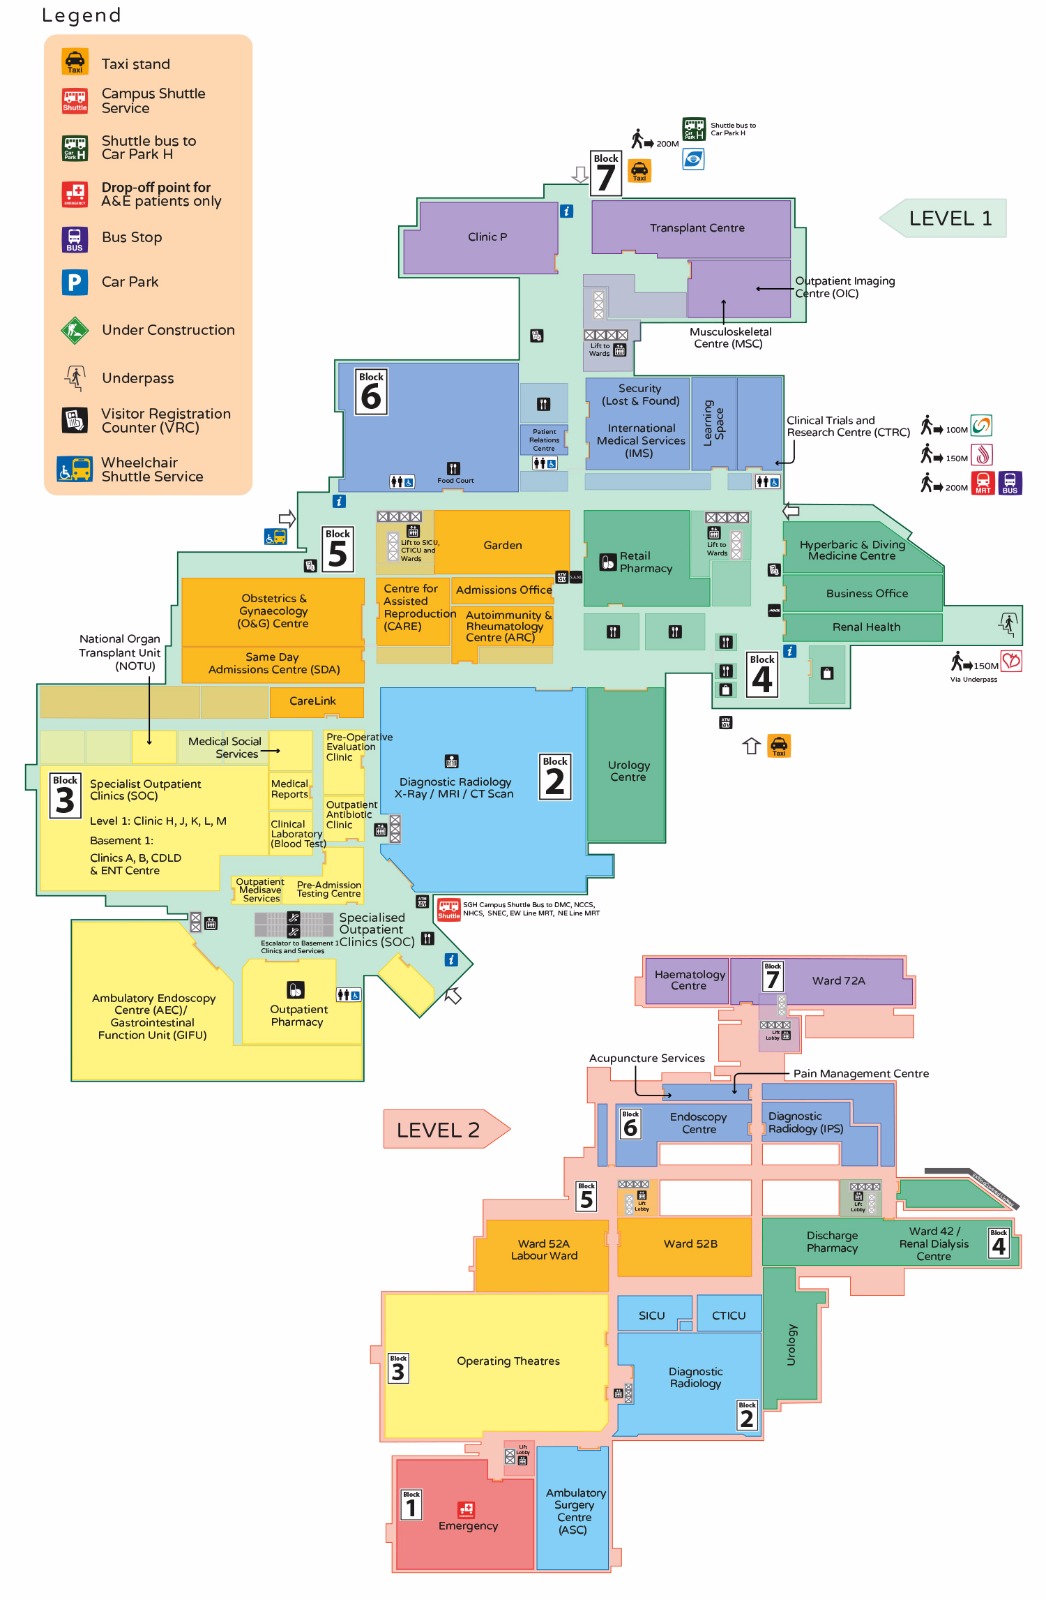 Legend
Taxi
Taxi stand
Shuttle
Campus Shuttle
Service
Car
Park H
Shuttle bus to
Car Park H
EMERGENCY
Drop-off point for
A&E patients only
BUS
Bus Stop
P
Car Park
Under Construction
Underpass
Visitor Registration
Counter (VRC)
Wheelchair
Shuttle Service
LEVEL 1
200M
Shuttle bus to
Car Park H
Block
7
Taxi
Clinic P
Transplant Centre
Outpatient Imaging
Centre (OIC)
Musculoskeletal
Centre (MSC)
Lift to
Wards
Block
6
Food Court
Patient
Relations
Centre
Security
(Lost & Found)
International
Medical Services
(IMS)
Learning
Space
Clinical Trials and
Research Centre (CTRC)
100M
150M
200M
MRT
BUS
Block
5
Lift to SICU,
CTICU and
Wards
Garden
Retail
Pharmacy
Lift to
Wards
Hyperbaric & Diving
Medicine Centre
Business Office
Renal Health
Obstetrics &
Gynaecology
(O&G) Centre
Centre for
Assisted
Reproduction
(CARE)
Admissions Office
Autoimmunity &
Rheumatology
Centre (ARC)
ATM
Same Day
Admissions Centre (SDA)
CareLink
Block
4
150M
Via Underpass
ATM
Taxi
National Organ
Transplant Unit
(NOTU)
Medical Social
Services
Pre-Operative
Evaluation
Clinic
Block
3
Specialist Outpatient
Clinics (SOC)
Level 1: Clinic H, J, K, L, M
Basement 1:
Clinics A, B, CDLD
& ENT Centre
Medical
Reports
Clinical
Laboratory
(Blood Test)
Outpatient
Antibiotic
Clinic
Outpatient
Medisave
Services
Pre-Admission
Testing Centre
Diagnostic Radiology
X-Ray / MRI / CT Scan
Block
2
Urology
Centre
ATM
Shuttle
SGH Campus Shuttle Bus to DMC, NCCS,
NHCS, SNEC, EW Line MRT, NE Line MRT
Escalator to Basement 1
Clinics and Services
Specialised
Outpatient
Clinics (SOC)
Ambulatory Endoscopy
Centre (AEC)/
Gastrointestinal
Function Unit (GIFU)
Outpatient
Pharmacy
LEVEL 2
Haematology
Centre
Block
7
Ward 72A
Lift
Lobby
Acupuncture Services
Pain Management Centre
Block
6
Endoscopy
Centre
Diagnostic
Radiology (IPS)
Block
5
Lift
Lobby
Lift
Lobby
Ward 52A
Labour Ward
Ward 52B
Discharge
Pharmacy
Ward 42 /
Renal Dialysis
Centre
Block
4
SICU
CTICU
Urology
Block
3
Operating Theatres
Diagnostic
Radiology
Block
2
Lift
Lobby
Block
1
Emergency
Ambulatory
Surgery
Centre
(ASC)